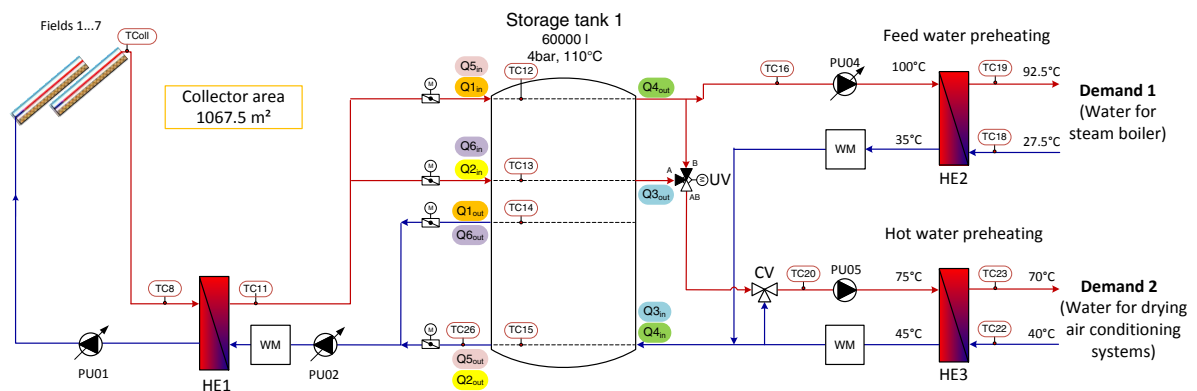 Fields 1...7
TColl
Collector area
1067.5 m²
Storage tank 1
60000 l
4bar, 110°C
Feed water preheating
M
Q5in
Q1in
TC12
Q4out
TC16
PU04
100°C
TC19
92.5°C
Demand 1
(Water for
steam boiler)
Q6in
M
Q2in
TC13
B
A
UV
AB
Q3out
WM
35°C
TC18
27.5°C
HE2
M
Q1out
TC14
Q6out
Hot water preheating
TC8
TC11
CV
TC20
PU05
75°C
TC23
70°C
Demand 2
(Water for drying
air conditioning
systems)
M
TC26
TC15
Q3in
Q4in
WM
WM
45°C
TC22
40°C
PU01
HE1
PU02
Q5out
Q2out
HE3